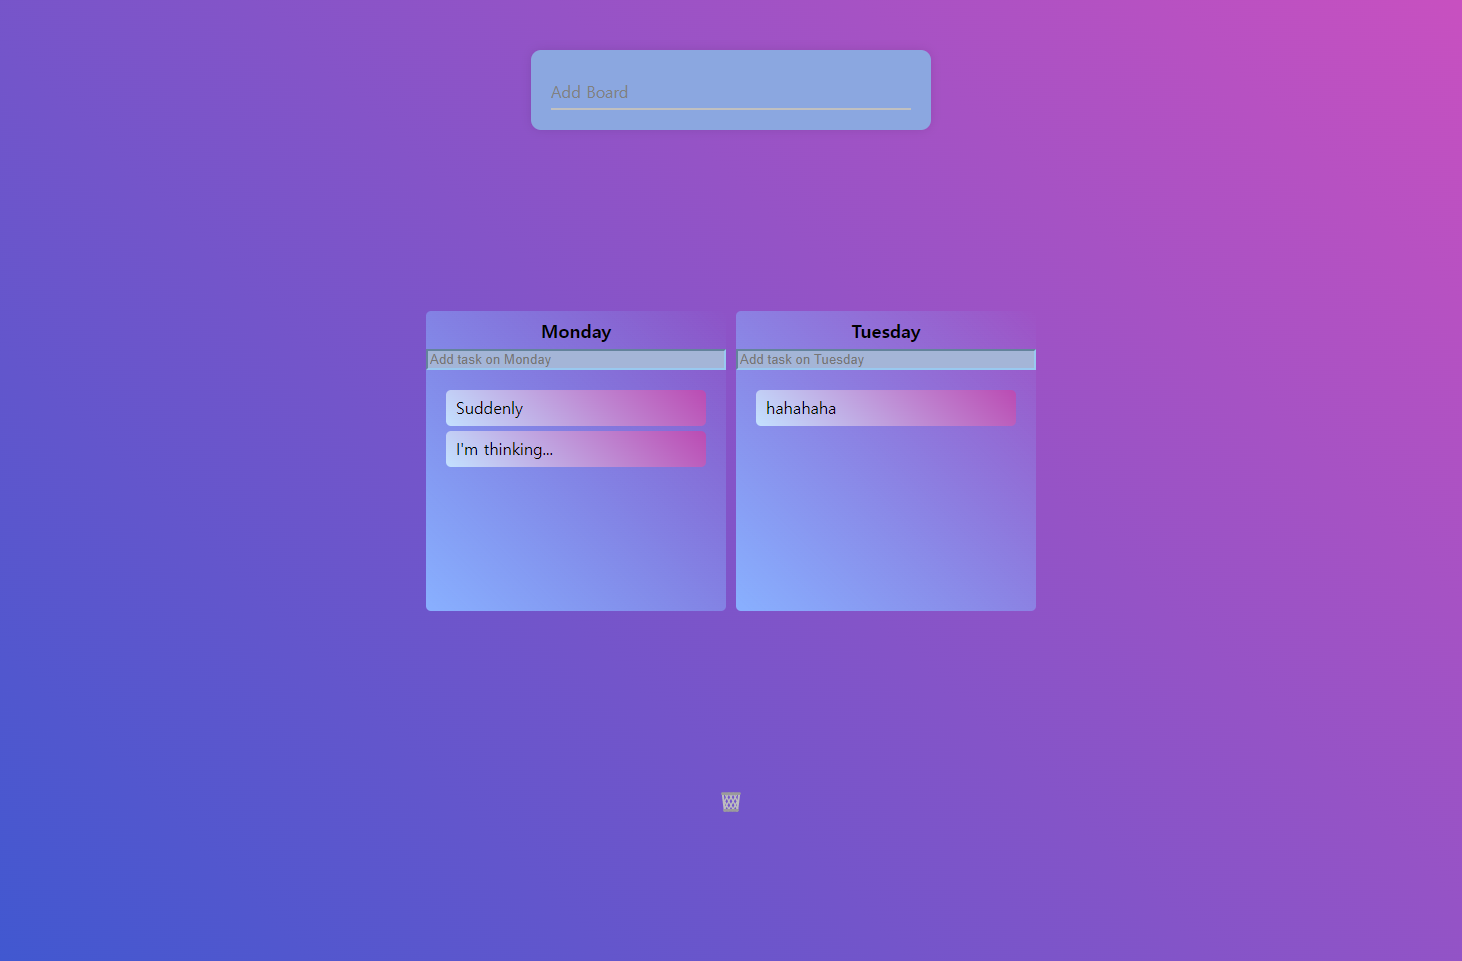 Add Board
Monday
Add task on Monday
Suddenly
I'm thinking...
Tuesday
Add task on Tuesday
hahahaha